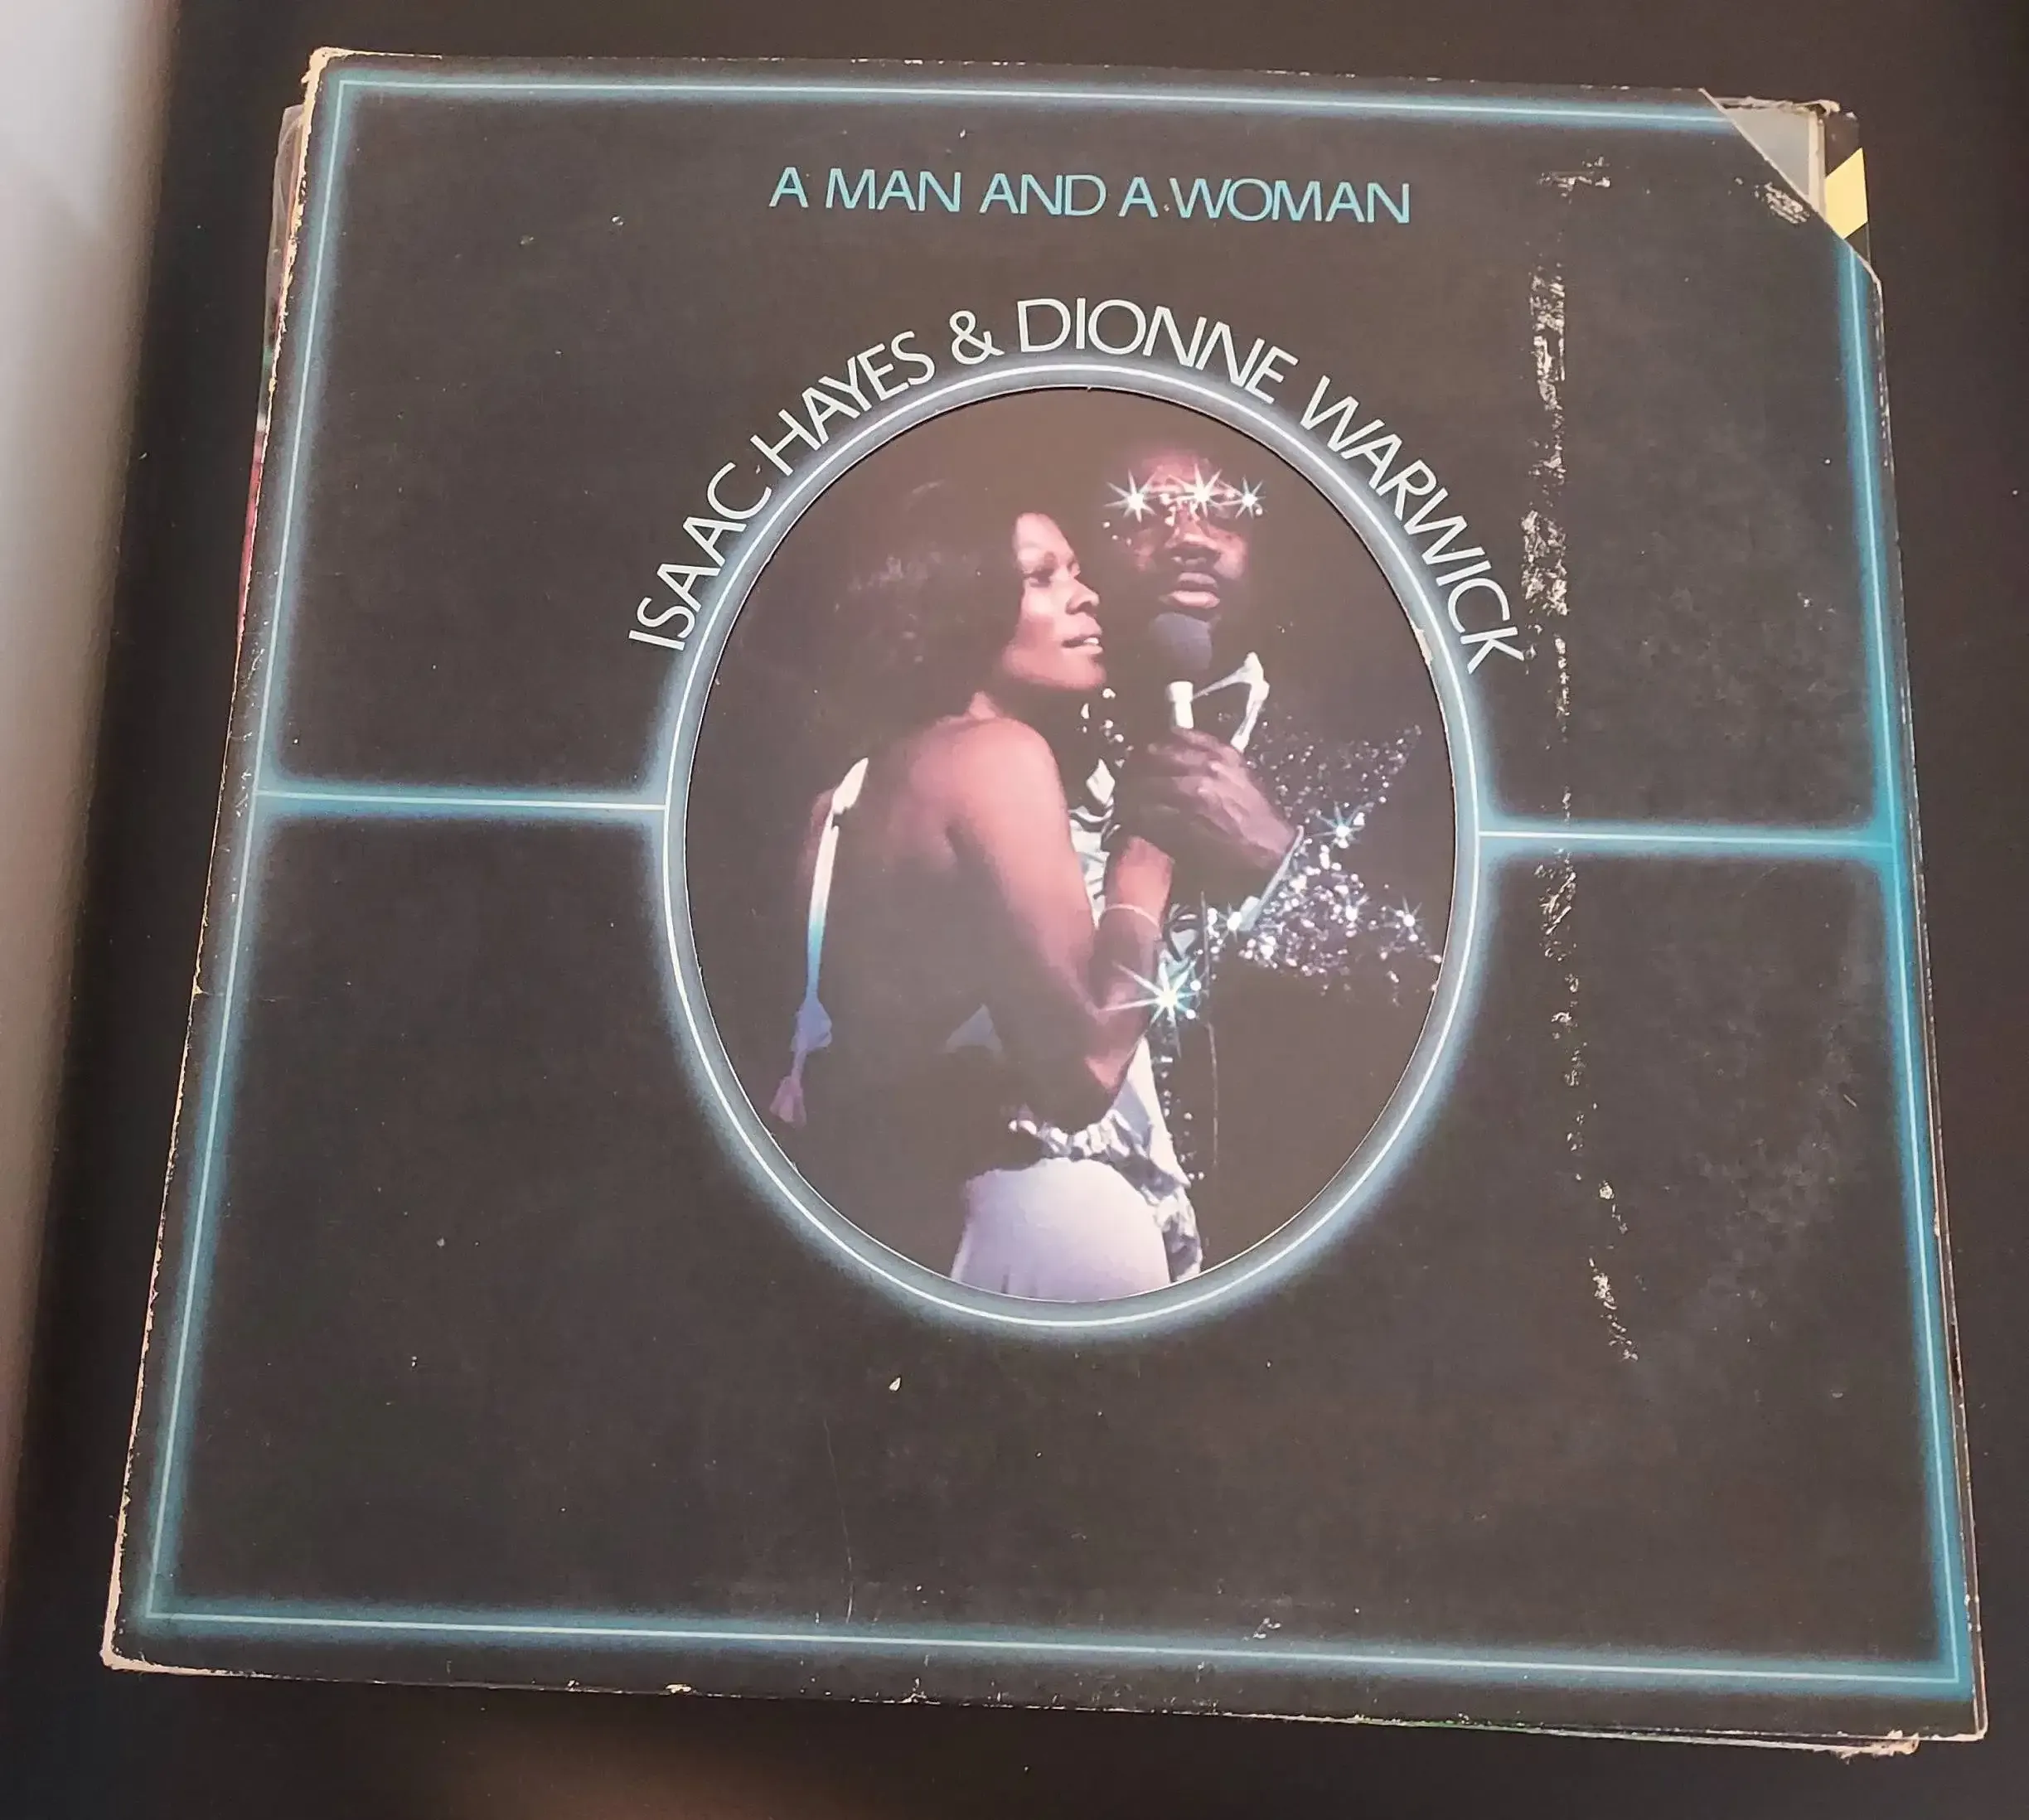 A MAN AND A WOMAN
ISAAC HAYES & DIONNE WARWICK